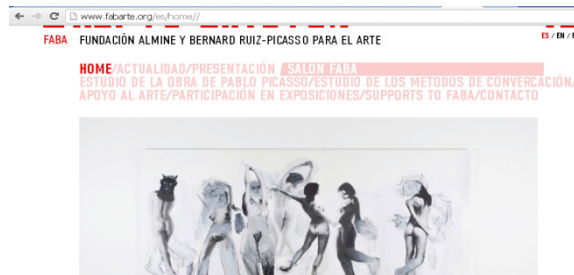 www.fabarte.org/es/home//
FABA FUNDACIÓN ALMINE Y BERNARD RUIZ-PICASSO PARA EL ARTE
ES / EN /
HOME/ACTUALIDAD/PRESENTACIÓN / SALON FABA
ESTUDIO DE LA OBRA DE PABLO PICASSO/ESTUDIO DE LOS METODOS DE CONVERCACIÓN/
APOYO AL ARTE/PARTICIPACIÓN EN EXPOSICIONES/SUPPORTS TO FABA/CONTACTO